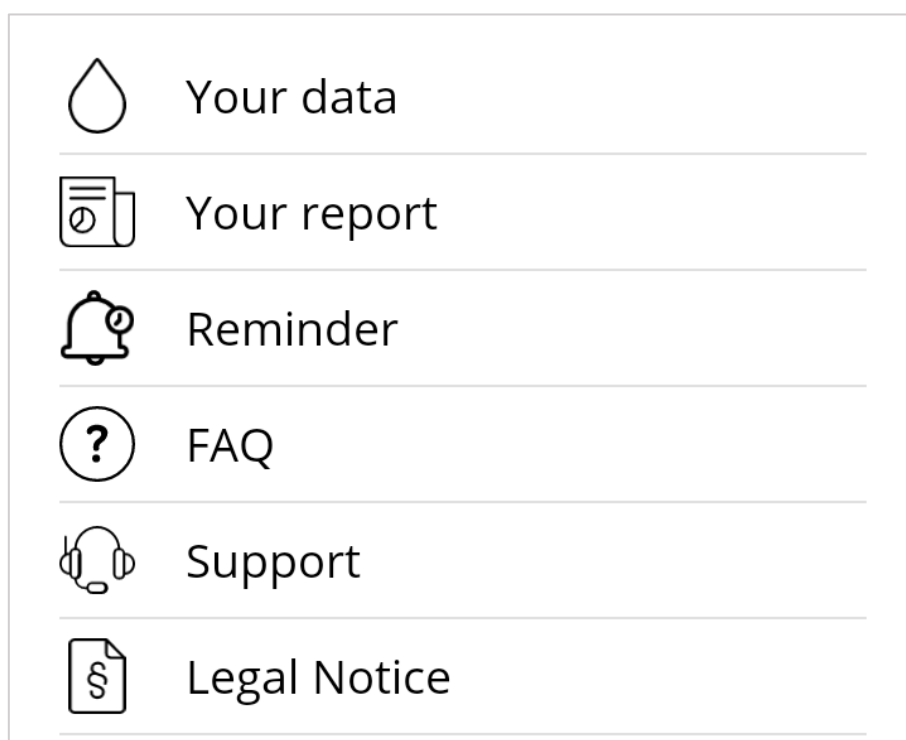 Your data
Your report
Reminder
? FAQ
Support
§ Legal Notice